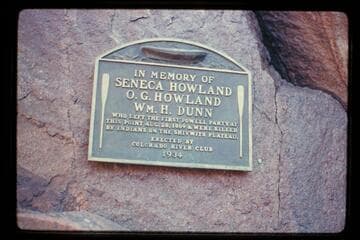 IN MEMORY OF
SENECA HOWLAND
O. G. HOWLAND
WM. H. DUNN
WHO LEFT THE FIRST POWELL PARTY AT
THIS POINT AUG. 28, 1869 & WERE KILLED
BY INDIANS ON THE SHIVWITS PLATEAU.
ERECTED BY
COLORADO RIVER CLUB
1934